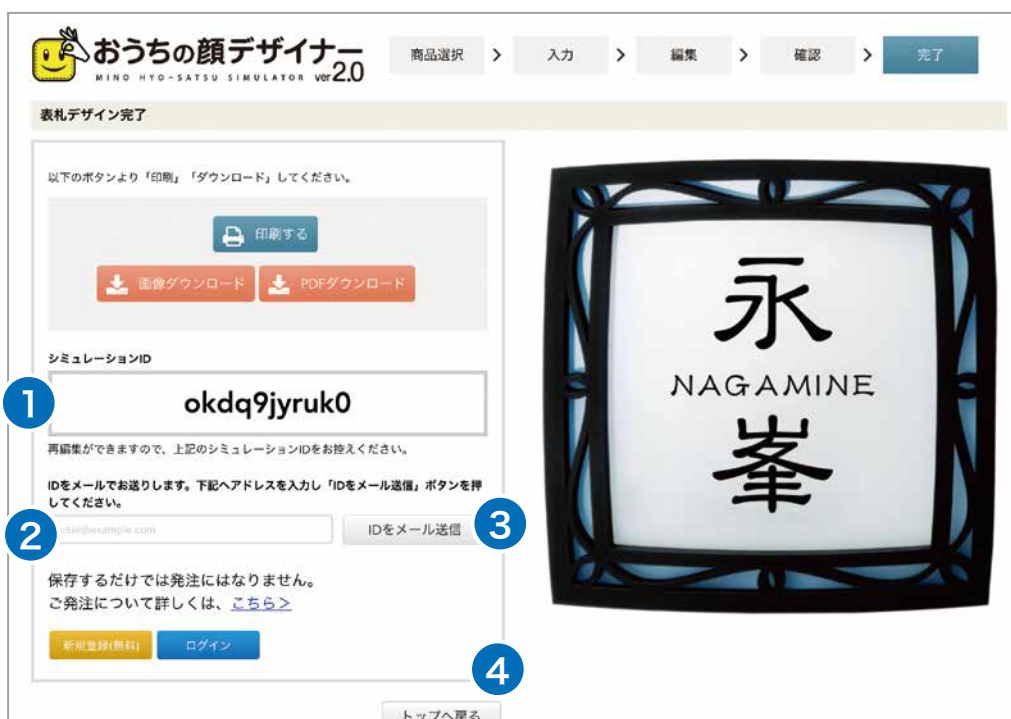 おうちの顔デザイナー
MINO HYO-SATSU SIMULATOR ver2.0
商品選択 > 入力 > 編集 > 確認 > 完了
表札デザイン完了
以下のボタンより「印刷」「ダウンロード」してください。
印刷する
画像ダウンロード
PDFダウンロード
シミュレーションID
1
okdq9jyruk0
再編集ができますので、上記のシミュレーションIDをお控えください。
IDをメールでお送りします。下記へアドレスを入力し「IDをメール送信」ボタンを押
してください。
2
user@example.com
IDをメール送信
3
保存するだけでは発注にはなりません。
ご発注について詳しくは、こちら＞
新規登録(無料)
ログイン
4
トップへ戻る
永
NAGAMINE
峯